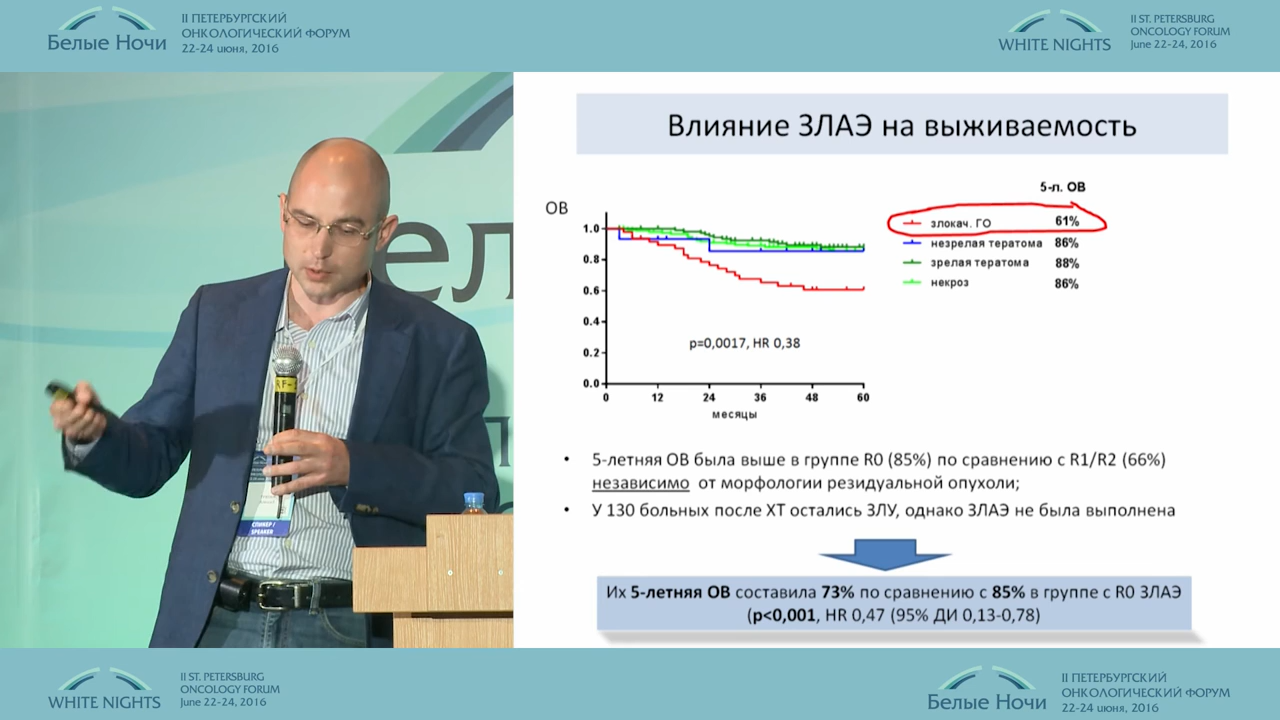 II ПЕТЕРБУРГСКИЙ
ОНКОЛОГИЧЕСКИЙ ФОРУМ
Белые Ночи
22-24 июня, 2016
II ST. PETERSBURG
ONCOLOGY FORUM
WHITE NIGHTS
June 22-24, 2016
Влияние ЗЛАЭ на выживаемость
5-л. ОВ
ОВ
злокач. ГО 61%
незрелая тератома 86%
зрелая тератома 88%
некроз 86%
1.0
0.8
0.6
0.4
0.2
0.0
p=0,0017, HR 0,38
0 12 24 36 48 60
месяцы
• 5-летняя ОВ была выше в группе R0 (85%) по сравнению с R1/R2 (66%)
независимо от морфологии резидуальной опухоли;
• У 130 больных после ХТ остались ЗЛУ, однако ЗЛАЭ не была выполнена
Их 5-летняя ОВ составила 73% по сравнению с 85% в группе с R0 ЗЛАЭ
(p<0,001, HR 0,47 (95% ДИ 0,13-0,78)
ел
RF-
СПИКЕР /
SPEAKER
II ST. PETERSBURG
ONCOLOGY FORUM
WHITE NIGHTS
June 22-24, 2016
II ПЕТЕРБУРГСКИЙ
ОНКОЛОГИЧЕСКИЙ ФОРУМ
Белые Ночи
22-24 июня, 2016